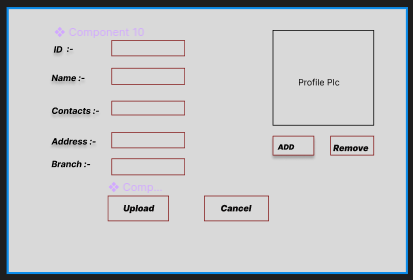 Component 10
ID :-
Name :-
Contacts :-
Address :-
Branch :-
Comp...
Upload
Cancel
Profile PIc
ADD
Remove